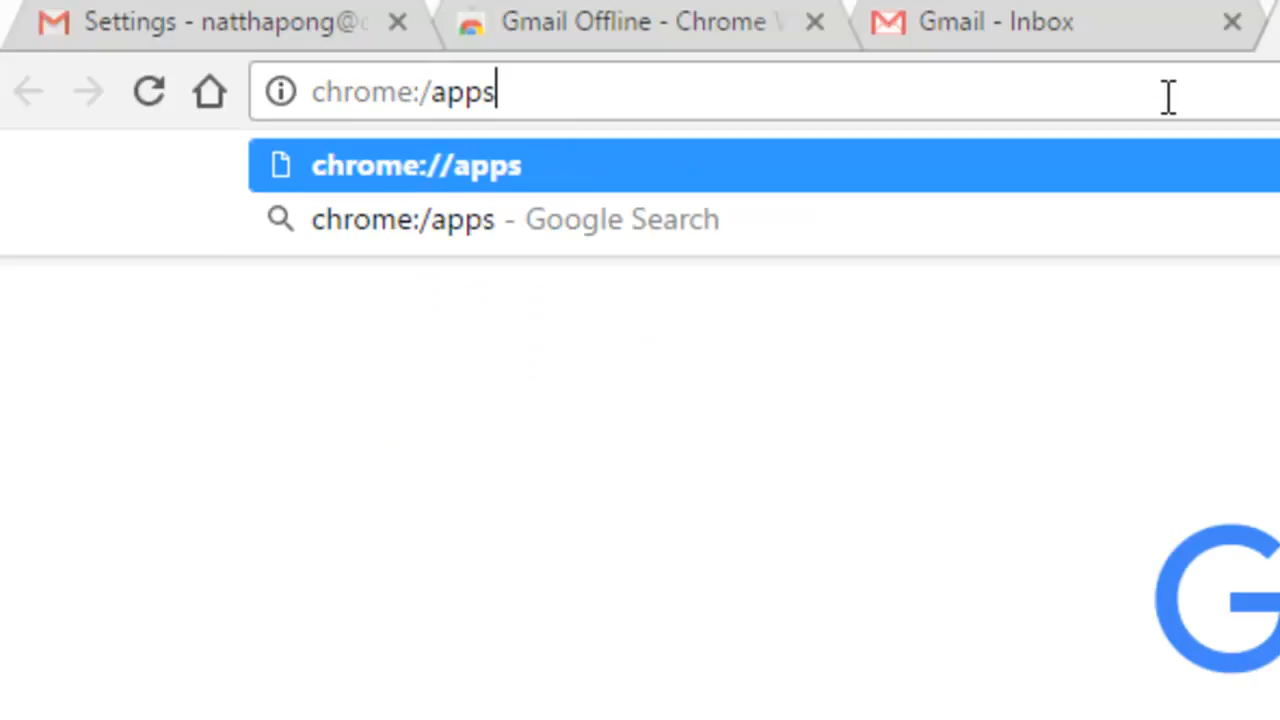 Settings - natthapong@
Gmail Offline - Chrome
Gmail - Inbox
chrome:/apps
chrome://apps
chrome:/apps - Google Search
G